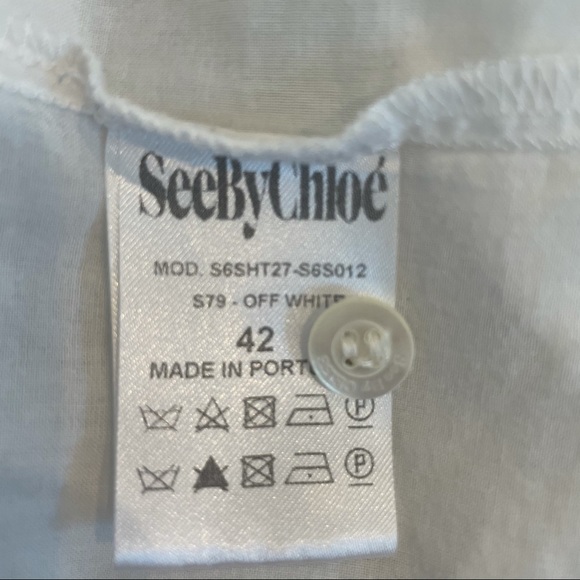 SeeByChloé
MOD. S6SHT27-S6S012
S79 - OFF WHITE
42
MADE IN PORT
P
P